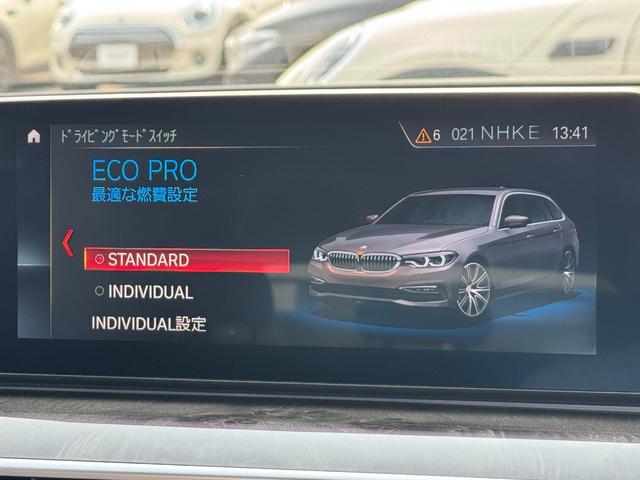 ﾄﾞﾗｲﾋﾞﾝｸﾞﾓｰﾄﾞｽｲｯﾁ
6 021 NHKE 13:41
ECO PRO
最適な燃費設定
STANDARD
INDIVIDUAL
INDIVIDUAL設定